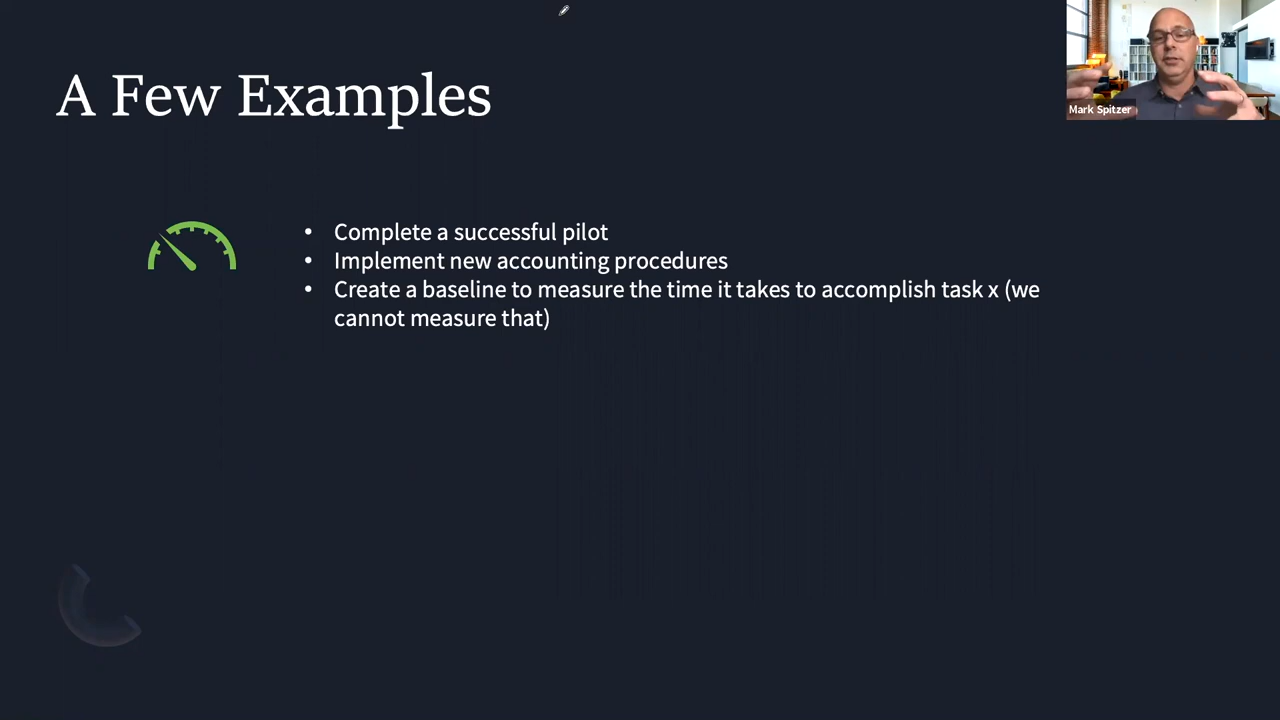 A Few Examples
Mark Spitzer
• Complete a successful pilot
• Implement new accounting procedures
• Create a baseline to measure the time it takes to accomplish task x (we
cannot measure that)